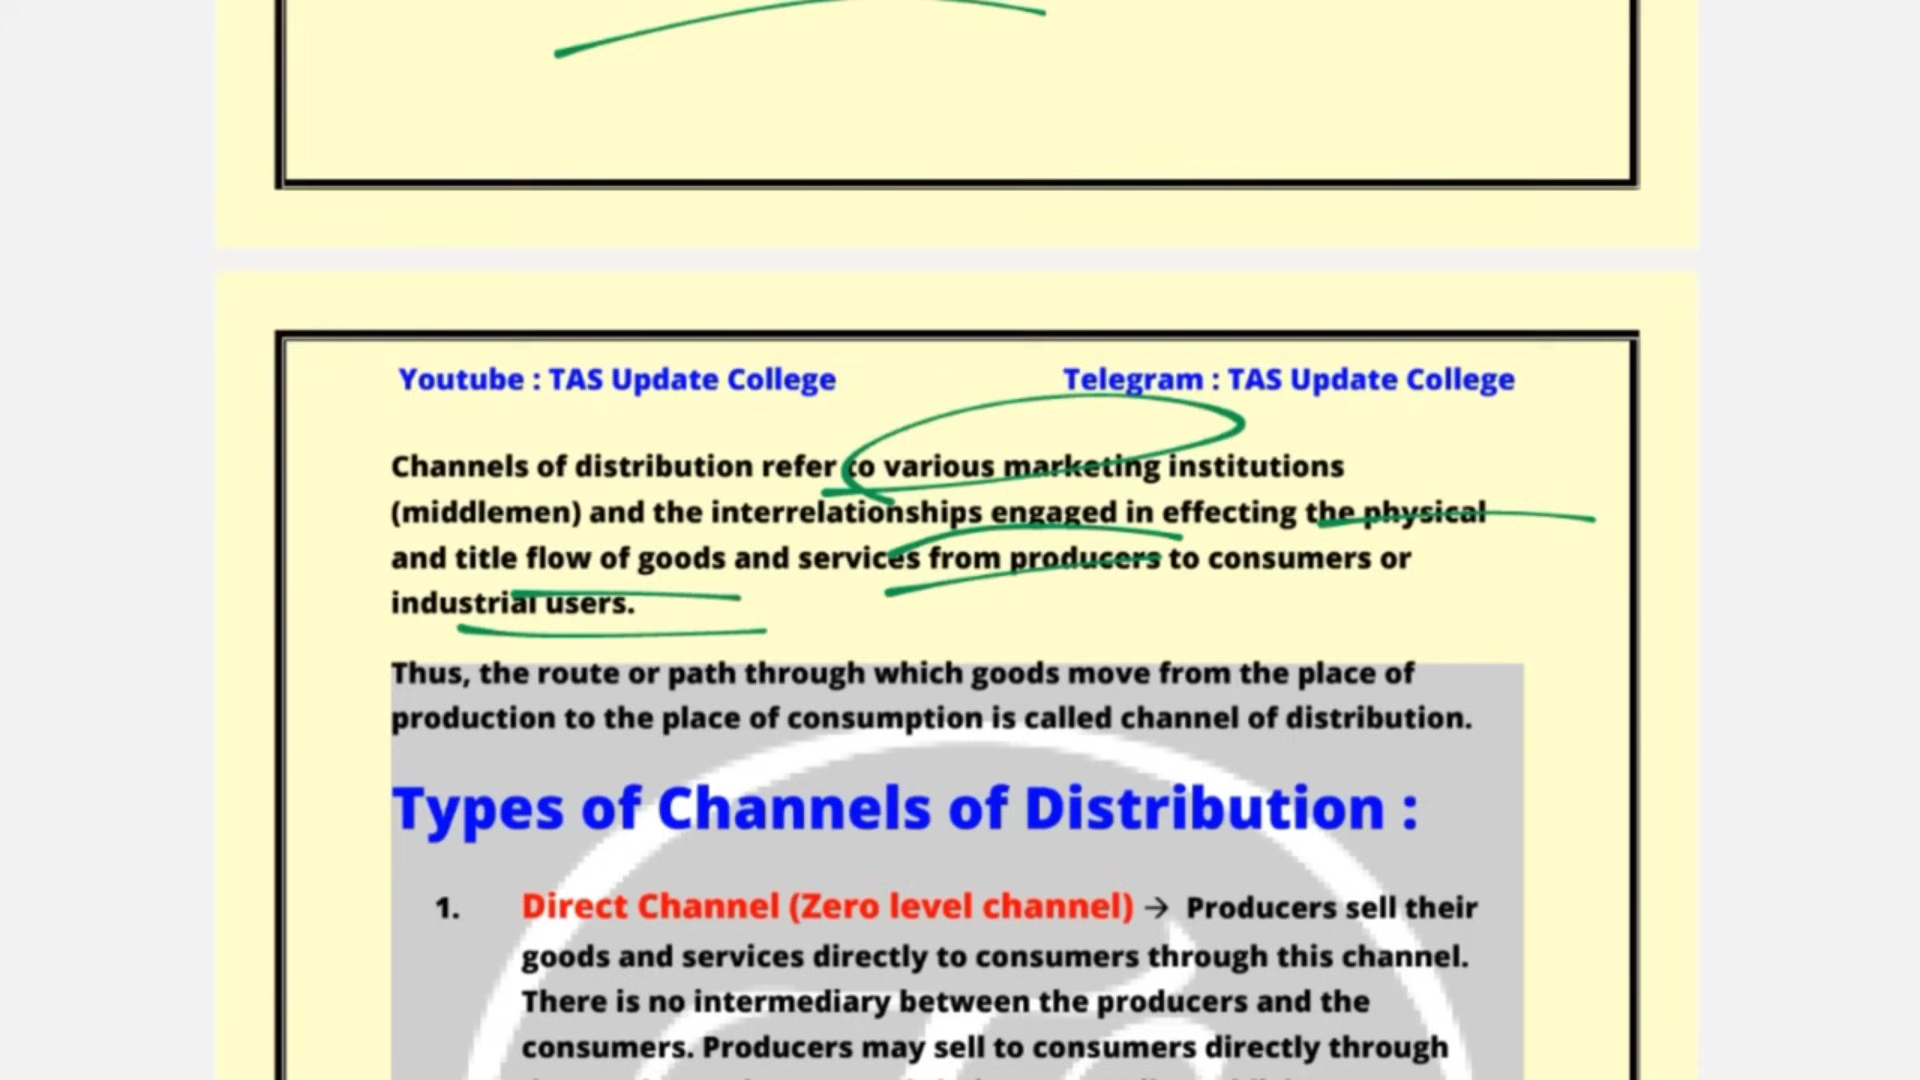 Youtube : TAS Update College Telegram : TAS Update College
Channels of distribution refer to various marketing institutions
(middlemen) and the interrelationships engaged in effecting the physical
and title flow of goods and services from producers to consumers or
industrial users.
Thus, the route or path through which goods move from the place of
production to the place of consumption is called channel of distribution.
Types of Channels of Distribution :
1. Direct Channel (Zero level channel) → Producers sell their
goods and services directly to consumers through this channel.
There is no intermediary between the producers and the
consumers. Producers may sell to consumers directly through